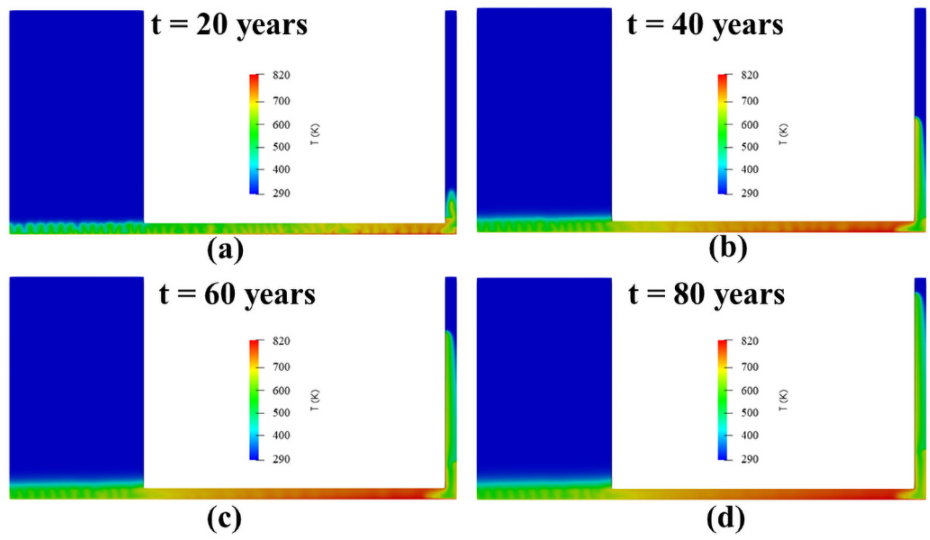 t = 20 years
820
700
600
500
400
290
T (K)
(a)
t = 40 years
820
700
600
500
400
290
T (K)
(b)
t = 60 years
820
700
600
500
400
290
T (K)
(c)
t = 80 years
820
700
600
500
400
290
T (K)
(d)